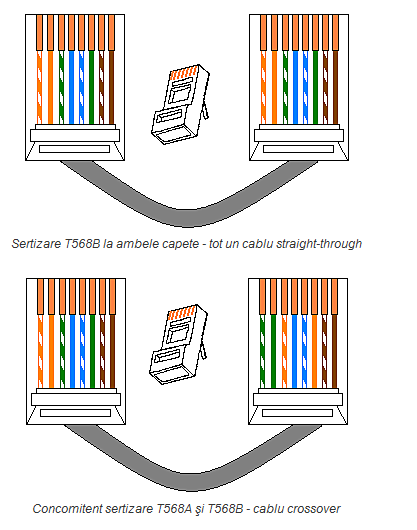 Sertizare T568B la ambele capete - tot un cablu straight-through
Concomitent sertizare T568A şi T568B - cablu crossover